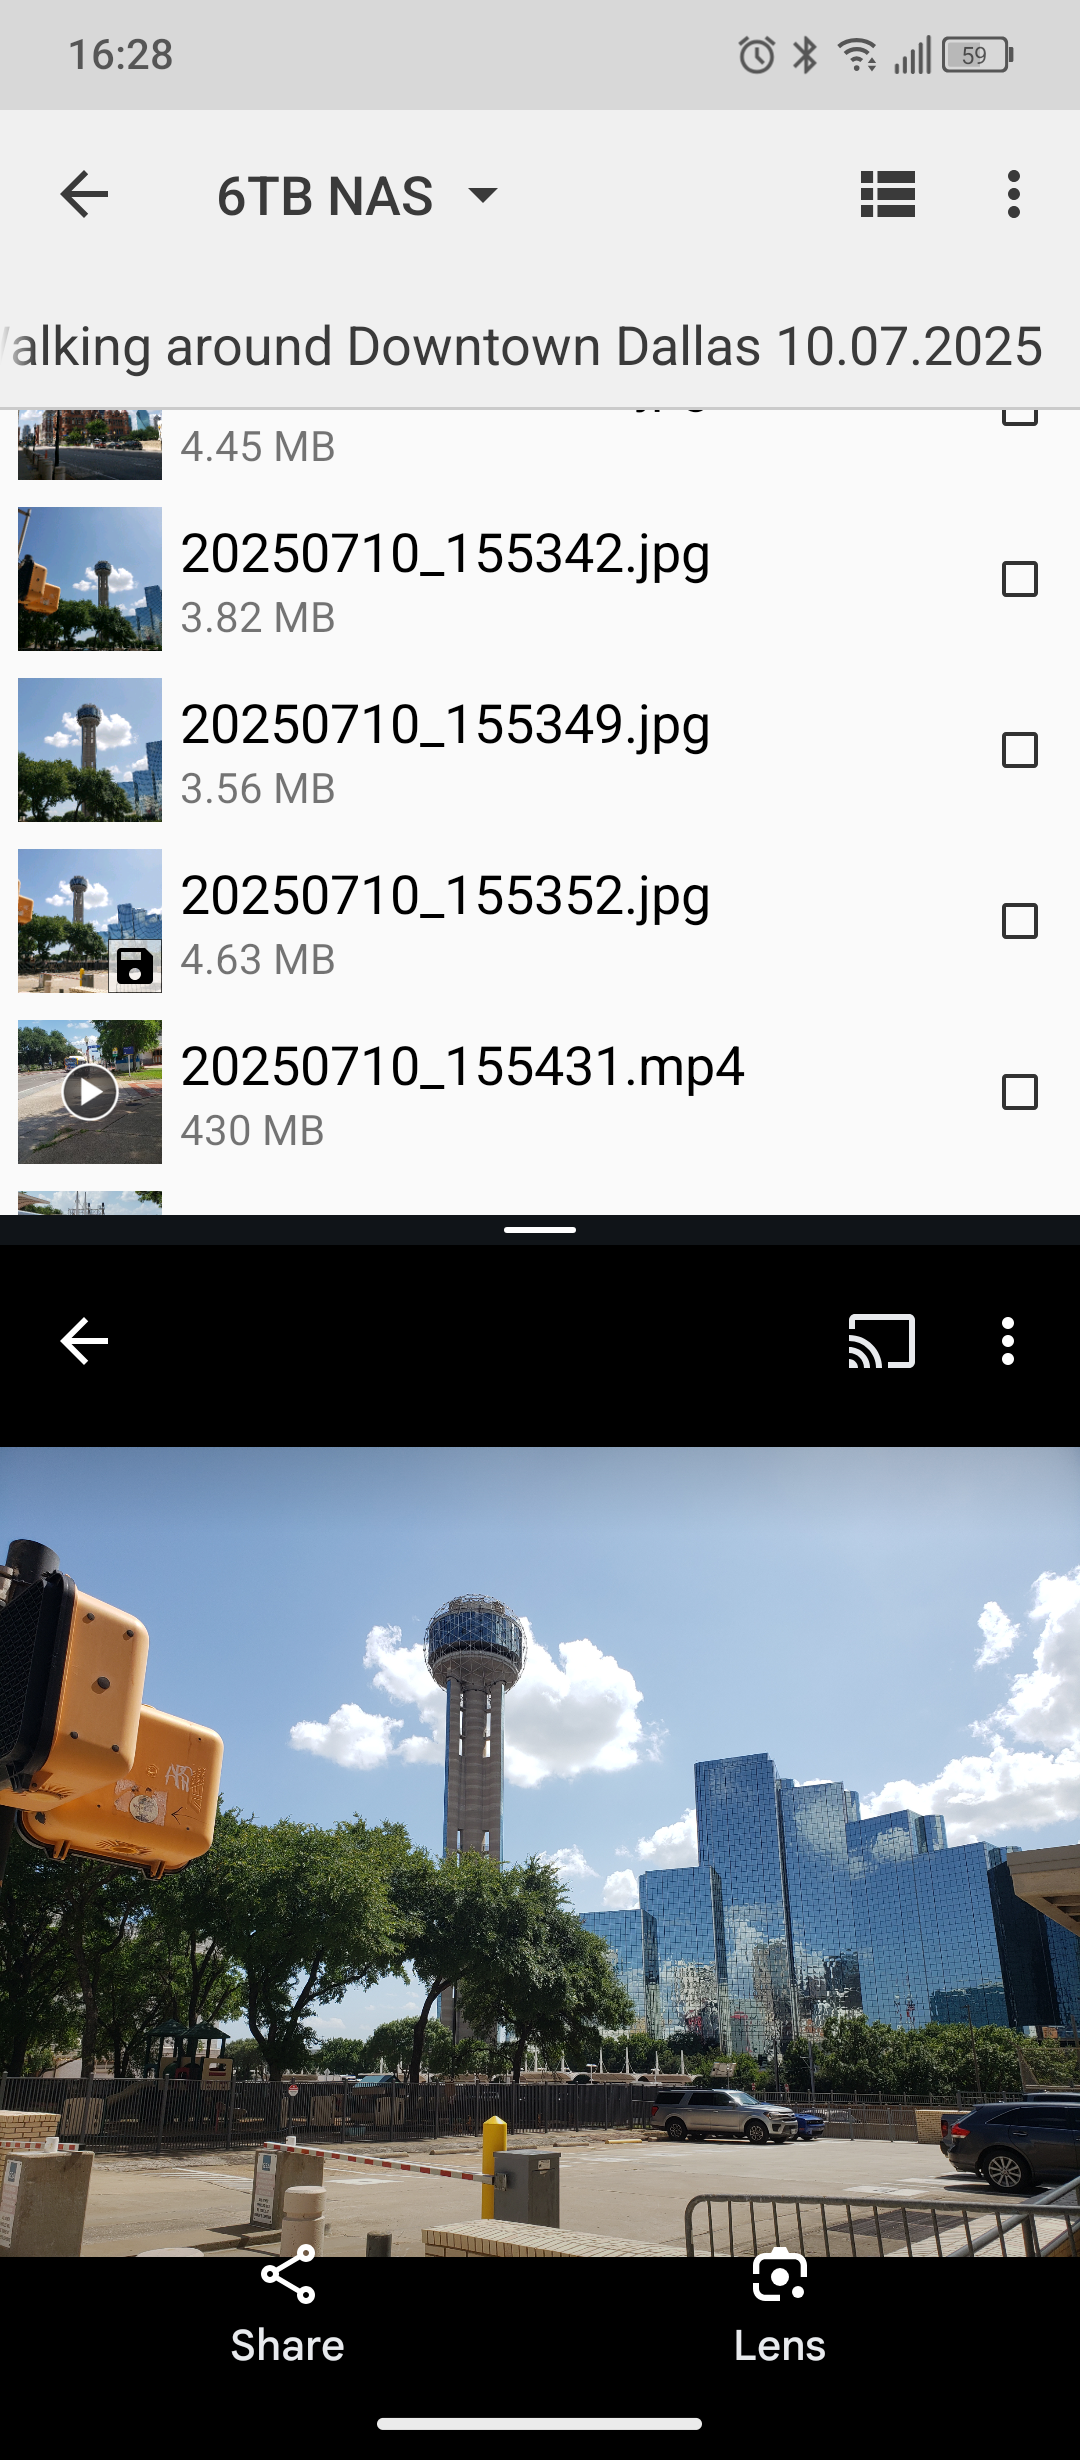 16:28
59
6TB NAS
alking around Downtown Dallas 10.07.2025
4.45 MB
20250710_155342.jpg
3.82 MB
20250710_155349.jpg
3.56 MB
20250710_155352.jpg
4.63 MB
20250710_155431.mp4
430 MB
Share
Lens